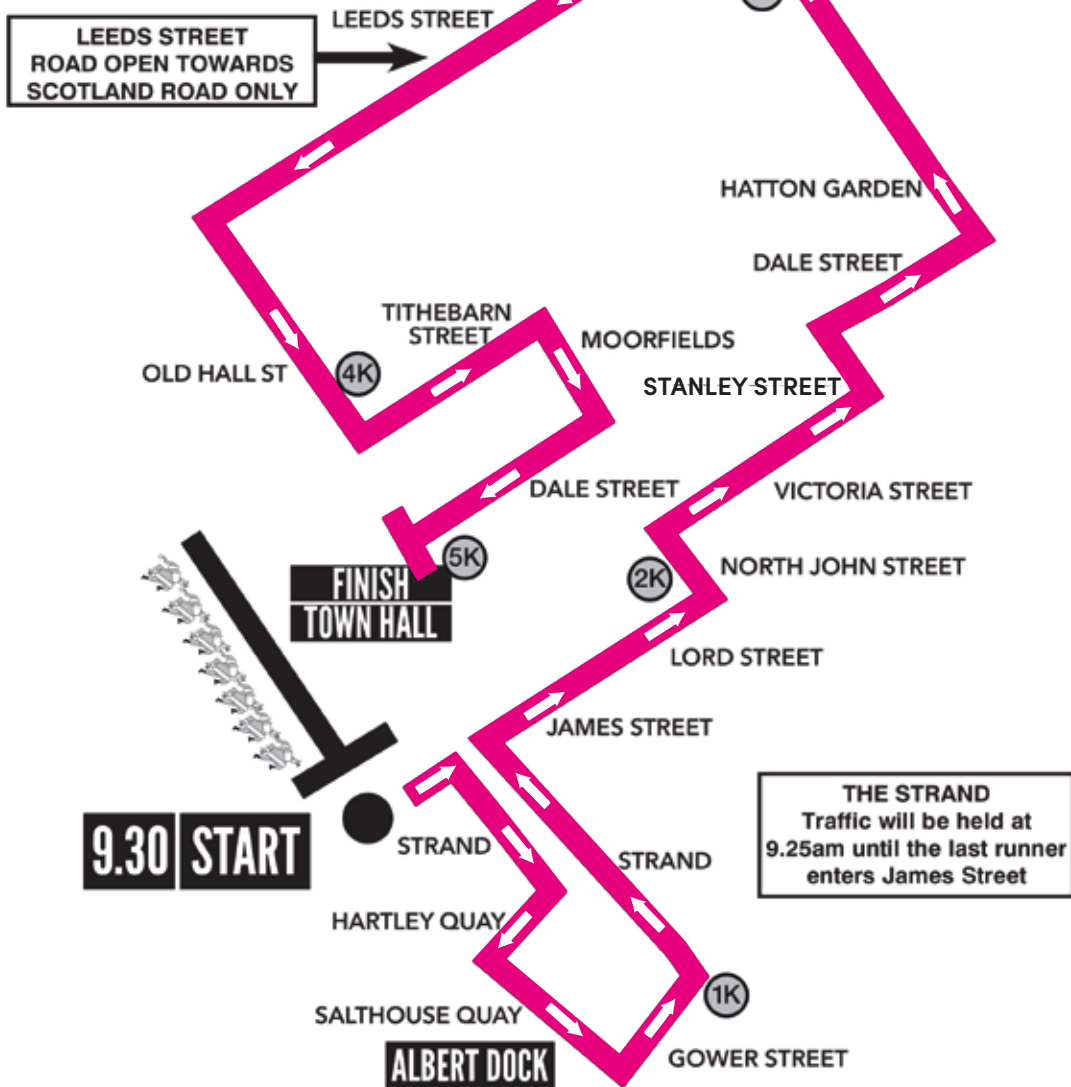 LEEDS STREET
LEEDS STREET
ROAD OPEN TOWARDS
SCOTLAND ROAD ONLY
HATTON GARDEN
DALE STREET
TITHEBARN
STREET
MOORFIELDS
OLD HALL ST
4K
STANLEY STREET
DALE STREET
VICTORIA STREET
5K
2K
NORTH JOHN STREET
FINISH
TOWN HALL
LORD STREET
JAMES STREET
THE STRAND
Traffic will be held at
9.25am until the last runner
enters James Street
9.30 START
STRAND
STRAND
HARTLEY QUAY
1K
SALTHOUSE QUAY
ALBERT DOCK
GOWER STREET